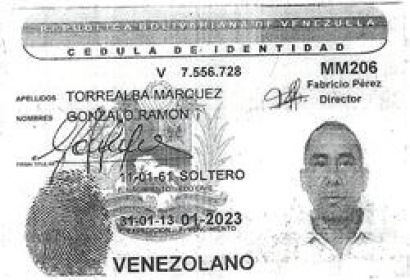 REPUBLICA BOLIVARIANA DE VENEZUELA
CEDULA DE IDENTIDAD
V 7.556.728 MM206
Fabricio Pérez
Director
APELLIDOS TORREALBA MARQUEZ
NOMBRES GONZALO RAMON
FIRMA TITULAR
11-01-61 SOLTERO
F. NACIMIENTO EDO CIVIL
31-01-13 01-2023
F. EXPEDICION F. VENCIMIENTO
VENEZOLANO